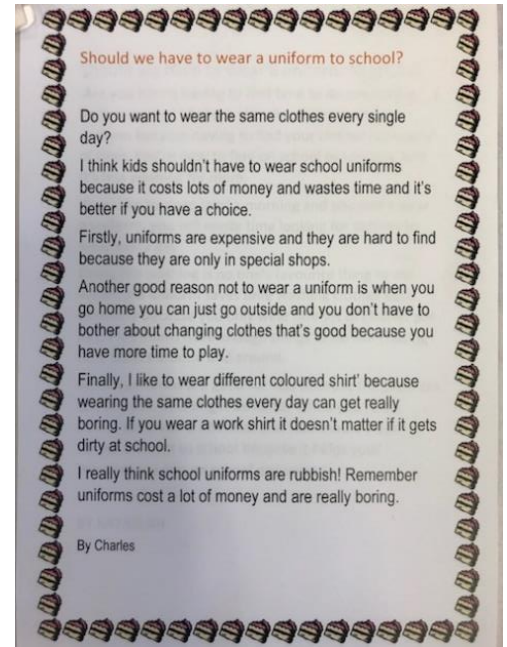 Should we have to wear a uniform to school?
Do you want to wear the same clothes every single
day?
I think kids shouldn't have to wear school uniforms
because it costs lots of money and wastes time and it's
better if you have a choice.
Firstly, uniforms are expensive and they are hard to find
because they are only in special shops.
Another good reason not to wear a uniform is when you
go home you can just go outside and you don't have to
bother about changing clothes that's good because you
have more time to play.
Finally, I like to wear different coloured shirt' because
wearing the same clothes every day can get really
boring. If you wear a work shirt it doesn't matter if it gets
dirty at school.
I really think school uniforms are rubbish! Remember
uniforms cost a lot of money and are really boring.
By Charles